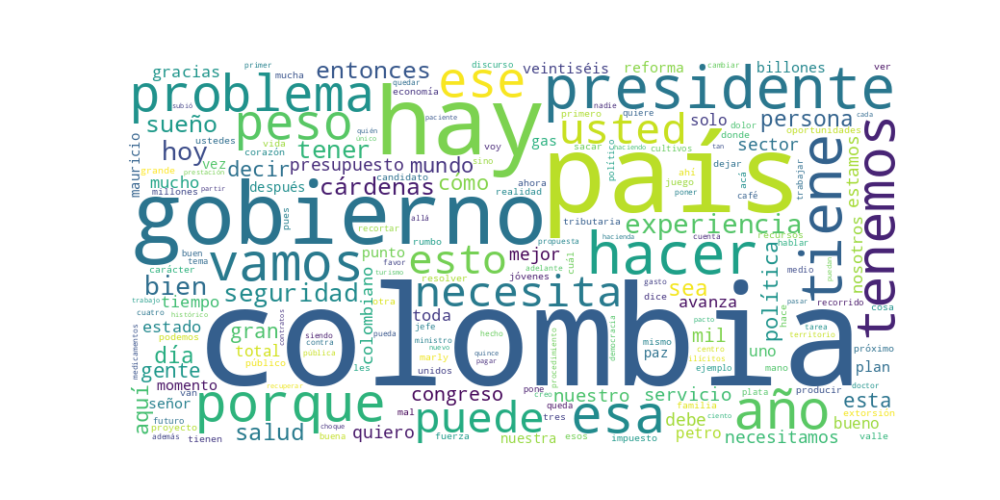 gracias primer mucha entonces ese quedar discurso veintiséis reforma cambiar billones ver
problema subió hay economía presidente nadie quiere
sueño peso paciente usted primero dolor persona cada
mauricio hoy ustedes vida quién tener único voy gas sacar haciendo donde solo oportunidades tan tiene tenemos
vez corazón decir presupuesto mundo sino país cultivos político dejar sector trabajar
grande prestación mucho después candidato cárdenas cómo ahora realidad ahí juego poner acá café nosotros estamos
millones partir gobierno pues allá tributaria experiencia
buen tema vamos recortar rumbo punto esto propuesta mejor hacienda hacer cuenta recursos hablar
carácter favor turismo resolver adelante cuál jóvenes dice política medio puedan
bien seguridad colombiano otra necesita sea avanza hace pasar recorrido cosa
trabajo tiempo cuatro histórico contratos toda gasto pacto mil tarea territorio
estado podemos gran siendo contra pueda jefe ministro nuevo hecho procedimiento democracia mismo paz centro ilícitos uno próximo
medicamentos día total público pública les marly quince pagar colombia ejemplo mano plan
gente recuperar unidos creo pone doctor
momento van porque congreso nuestro servicio plata producir esta
aquí señor mal queda tres esa familia debe año extorsión
futuro proyecto choque puede petro bueno
además tienen salud buena quiero fuerza nuestra esos impuesto ciento necesitamos valle